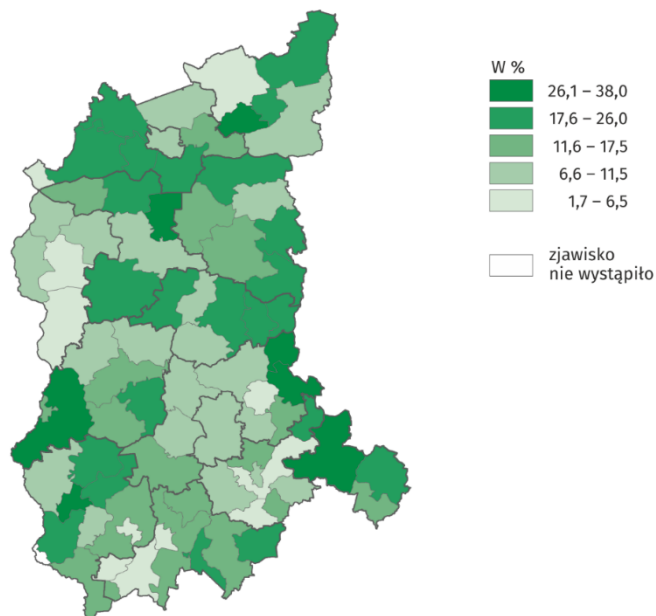 W %
26,1 – 38,0
17,6 – 26,0
11,6 – 17,5
6,6 – 11,5
1,7 – 6,5
zjawisko
nie wystąpiło